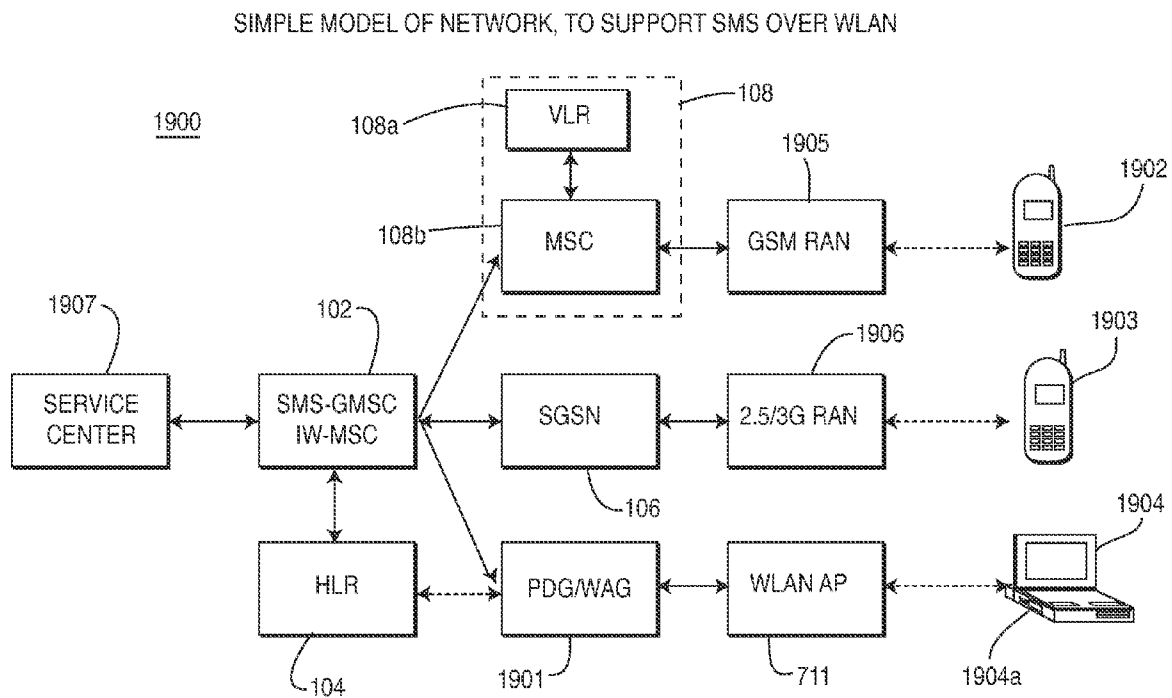 SIMPLE MODEL OF NETWORK, TO SUPPORT SMS OVER WLAN
1900
108a
VLR
108
108b
MSC
1905
GSM RAN
1902
1907
SERVICE
CENTER
102
SMS-GMSC
IW-MSC
SGSN
106
1906
2.5/3G RAN
1903
HLR
104
PDG/WAG
1901
WLAN AP
711
1904
1904a